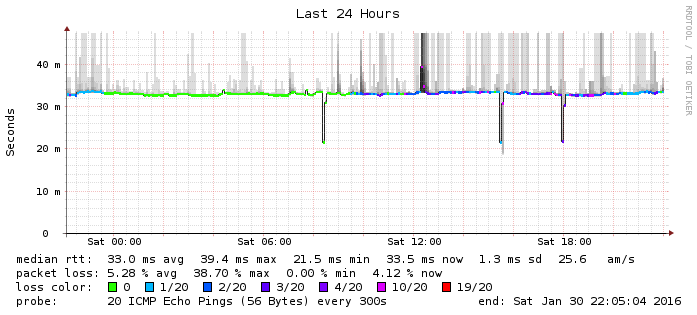 Last 24 Hours
RRDTOOL / TOBI OETIKER
Seconds
40 m
30 m
20 m
10 m
0
Sat 00:00 Sat 06:00 Sat 12:00 Sat 18:00
median rtt: 33.0 ms avg 39.4 ms max 21.5 ms min 33.5 ms now 1.3 ms sd 25.6 am/s
packet loss: 5.28 % avg 38.70 % max 0.00 % min 4.12 % now
loss color: 0 1/20 2/20 3/20 4/20 10/20 19/20
probe: 20 ICMP Echo Pings (56 Bytes) every 300s end: Sat Jan 30 22:05:04 2016